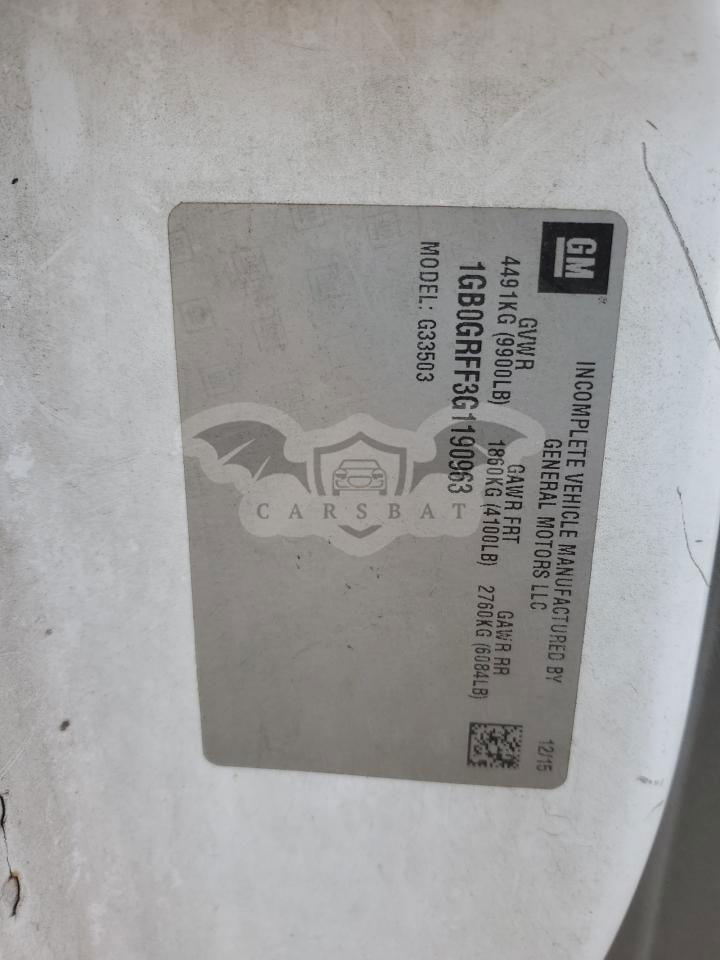 GM
INCOMPLETE VEHICLE MANUFACTURED BY
GENERAL MOTORS LLC
12/15
GVWR GAWR FRT GAWR RR
4491KG (9900LB) 1860KG (4100LB) 2760KG (6084LB)
1GB0GRFF3G1190963
MODEL: G33503
CARSBAT